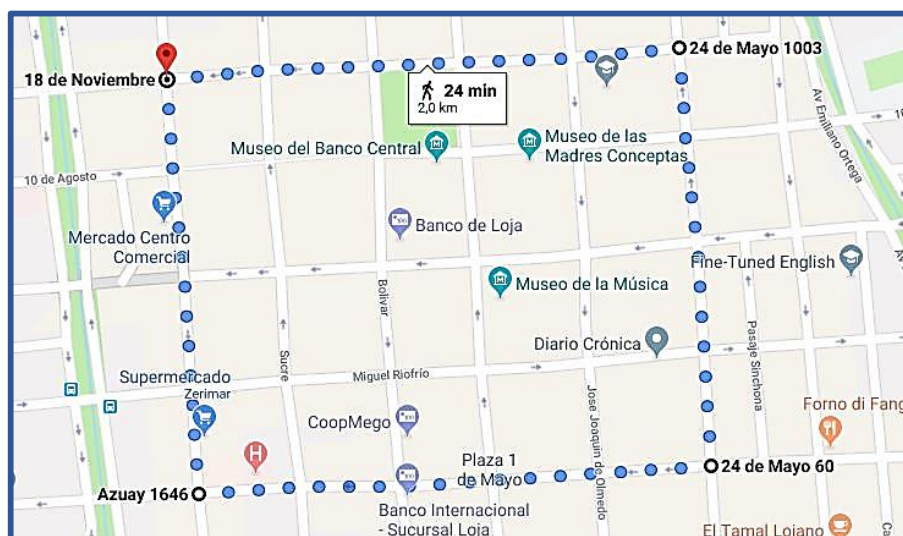 24 de Mayo 1003
18 de Noviembre
24 min
2,0 km
Av Emiliano Ortega
10
Museo del Banco Central
Museo de las
Madres Conceptas
10 de Agosto
Mercado Centro
Comercial
Banco de Loja
Fine-Tuned English
Av
Museo de la Música
Bolívar
Sucre
Diario Crónica
Pasaje Sinchona
Supermercado
Zerimar
Miguel Riofrío
Jose Joaquin de Olmedo
CoopMego
Forno di Fang
H
Plaza 1
de Mayo
24 de Mayo 60
Azuay 1646
Banco Internacional
- Sucursal Loja
El Tamal Lojano
Ca